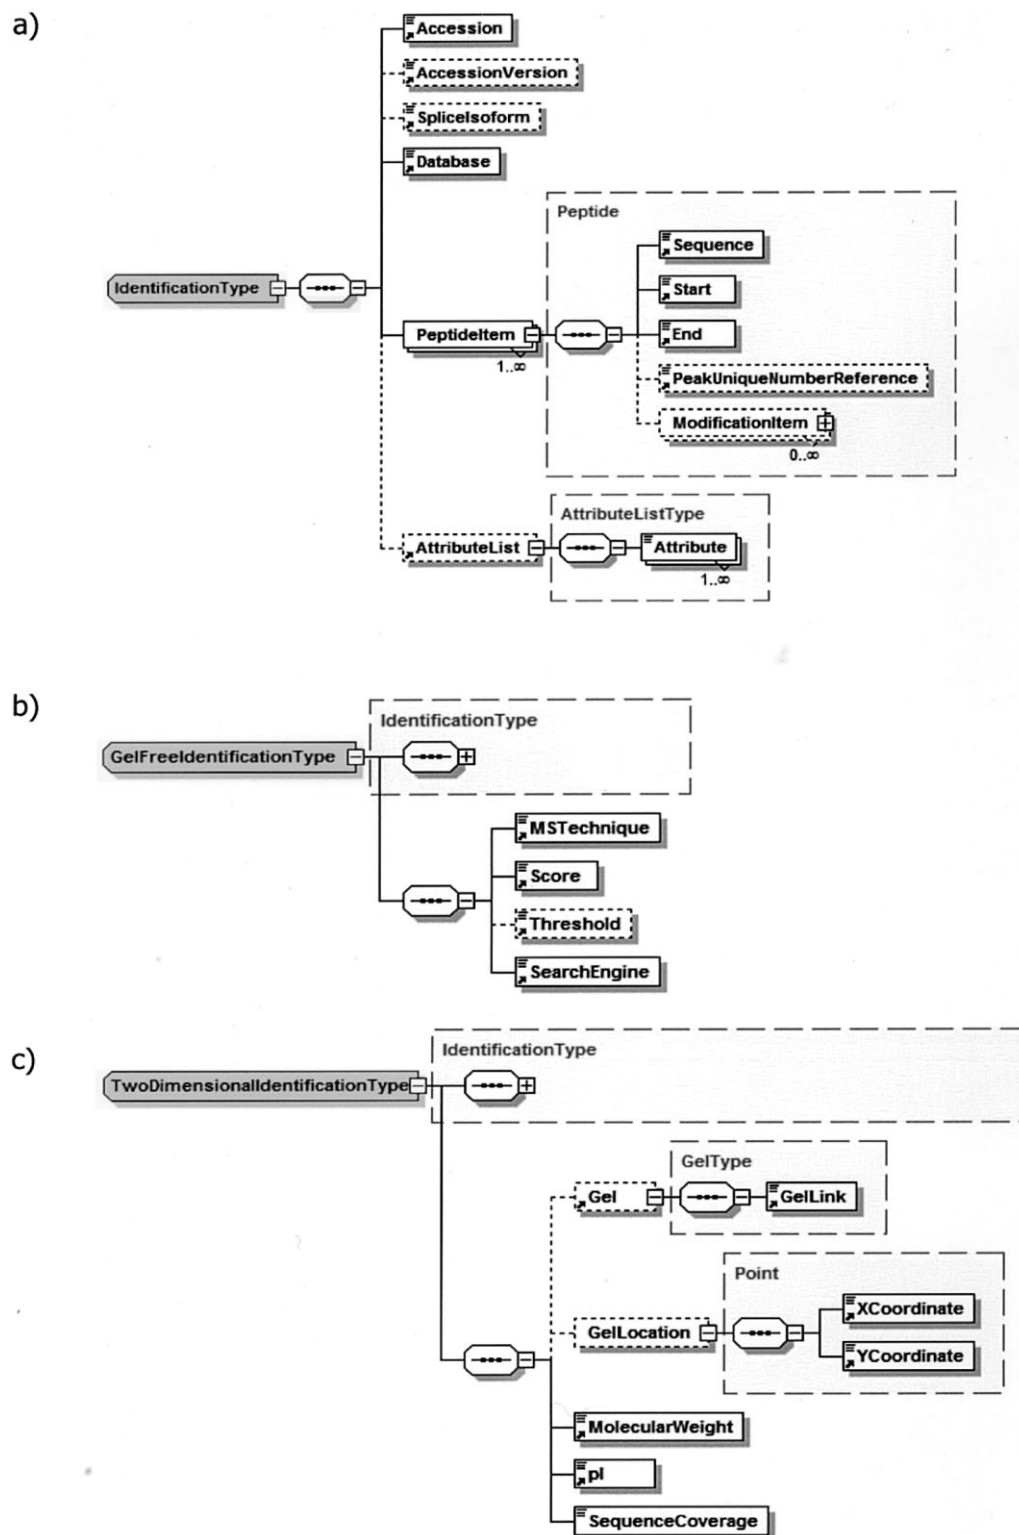 a)
Accession
AccessionVersion
SpliceIsoform
Database
Peptide
Sequence
Start
IdentificationType
PeptideItem
End
1..∞
PeakUniqueNumberReference
ModificationItem
0..∞
AttributeListType
AttributeList
Attribute
1..∞
b)
IdentificationType
GelFreeIdentificationType
MSTechnique
Score
Threshold
SearchEngine
c)
IdentificationType
TwoDimensionalIdentificationType
GelType
Gel
GelLink
Point
XCoordinate
GelLocation
YCoordinate
MolecularWeight
pI
SequenceCoverage